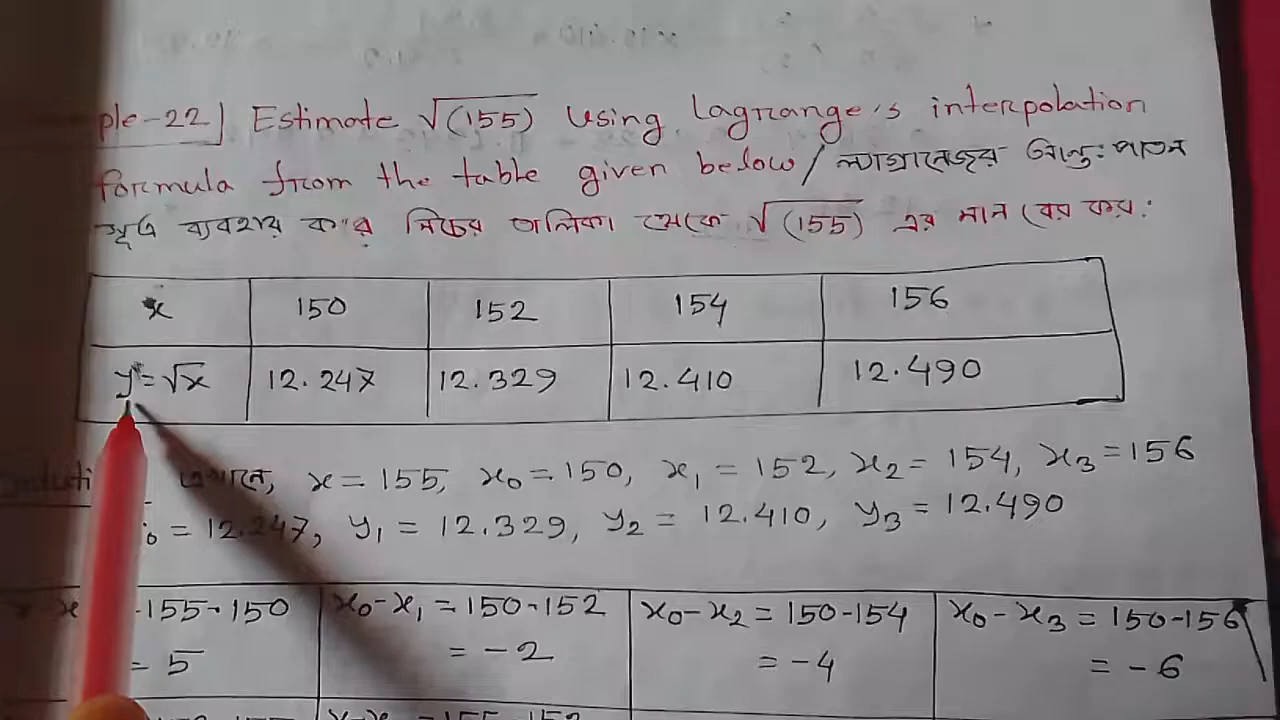 ple-22] Estimate √(155) Using Lagrange's interpolation
formula from the table given below/ ল্যাগ্রানেজের অন্ত:পাতন
সূত্র ব্যবহার করে নিচের তালিকা থেকে √(155) এর মান বের কর:
x 150 152 154 156
y=√x 12.247 12.329 12.410 12.490
এখানে, x = 155, x₀ = 150, x₁ = 152, x₂ = 154, x₃ = 156
₀ = 12.247, y₁ = 12.329, y₂ = 12.410, y₃ = 12.490
155-150 x₀-x₁ = 150-152 x₀-x₂ = 150-154 x₀-x₃ = 150-156
= 5 = -2 = -4 = -6